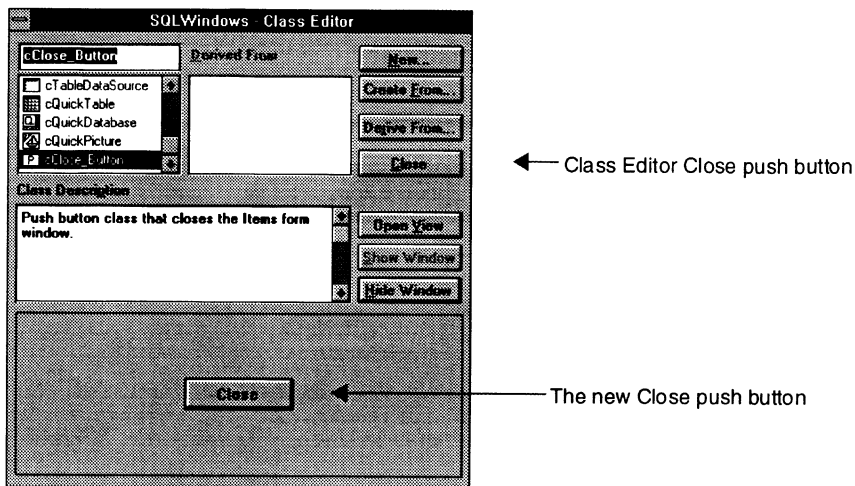 SQLWindows - Class Editor
cClose_Button
Derived From
New...
cTableDataSource
cQuickTable
cQuickDatabase
cQuickPicture
P cClose_Button
Create From...
Derive From...
Close
Class Editor Close push button
Class Description
Push button class that closes the Items form
window.
Open View
Show Window
Hide Window
Close
The new Close push button